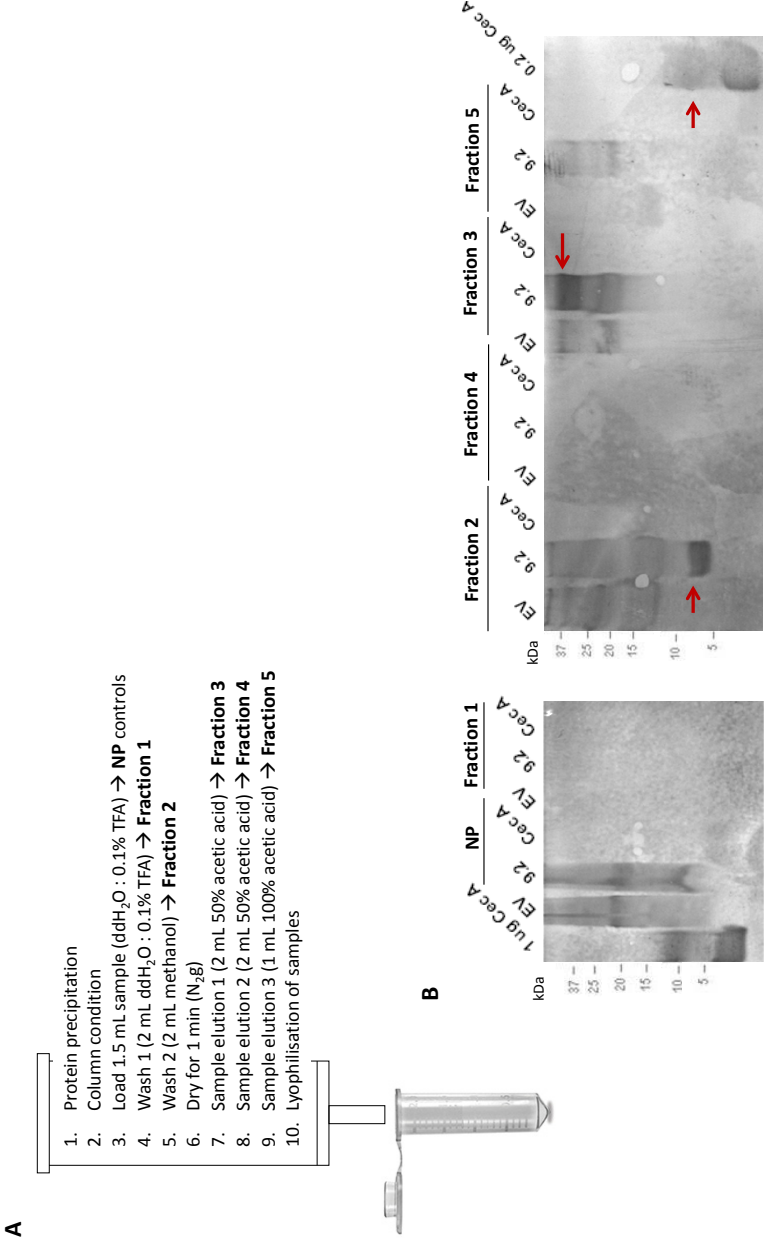 A
1. Protein precipitation
2. Column condition
3. Load 1.5 mL sample (ddH₂O : 0.1% TFA) → NP controls
4. Wash 1 (2 mL ddH₂O : 0.1% TFA) → Fraction 1
5. Wash 2 (2 mL methanol) → Fraction 2
6. Dry for 1 min (N₂g)
7. Sample elution 1 (2 mL 50% acetic acid) → Fraction 3
8. Sample elution 2 (2 mL 50% acetic acid) → Fraction 4
9. Sample elution 3 (1 mL 100% acetic acid) → Fraction 5
10. Lyophilisation of samples
B
NP Fraction 1
1 ug Cec A EV 9.2 Cec A EV 9.2 Cec A
kDa
37
25
20
15
10
5
Fraction 2 Fraction 4 Fraction 3 Fraction 5
EV 9.2 Cec A EV 9.2 Cec A EV 9.2 Cec A EV 9.2 Cec A 0.2 ug Cec A
kDa
37
25
20
15
10
5